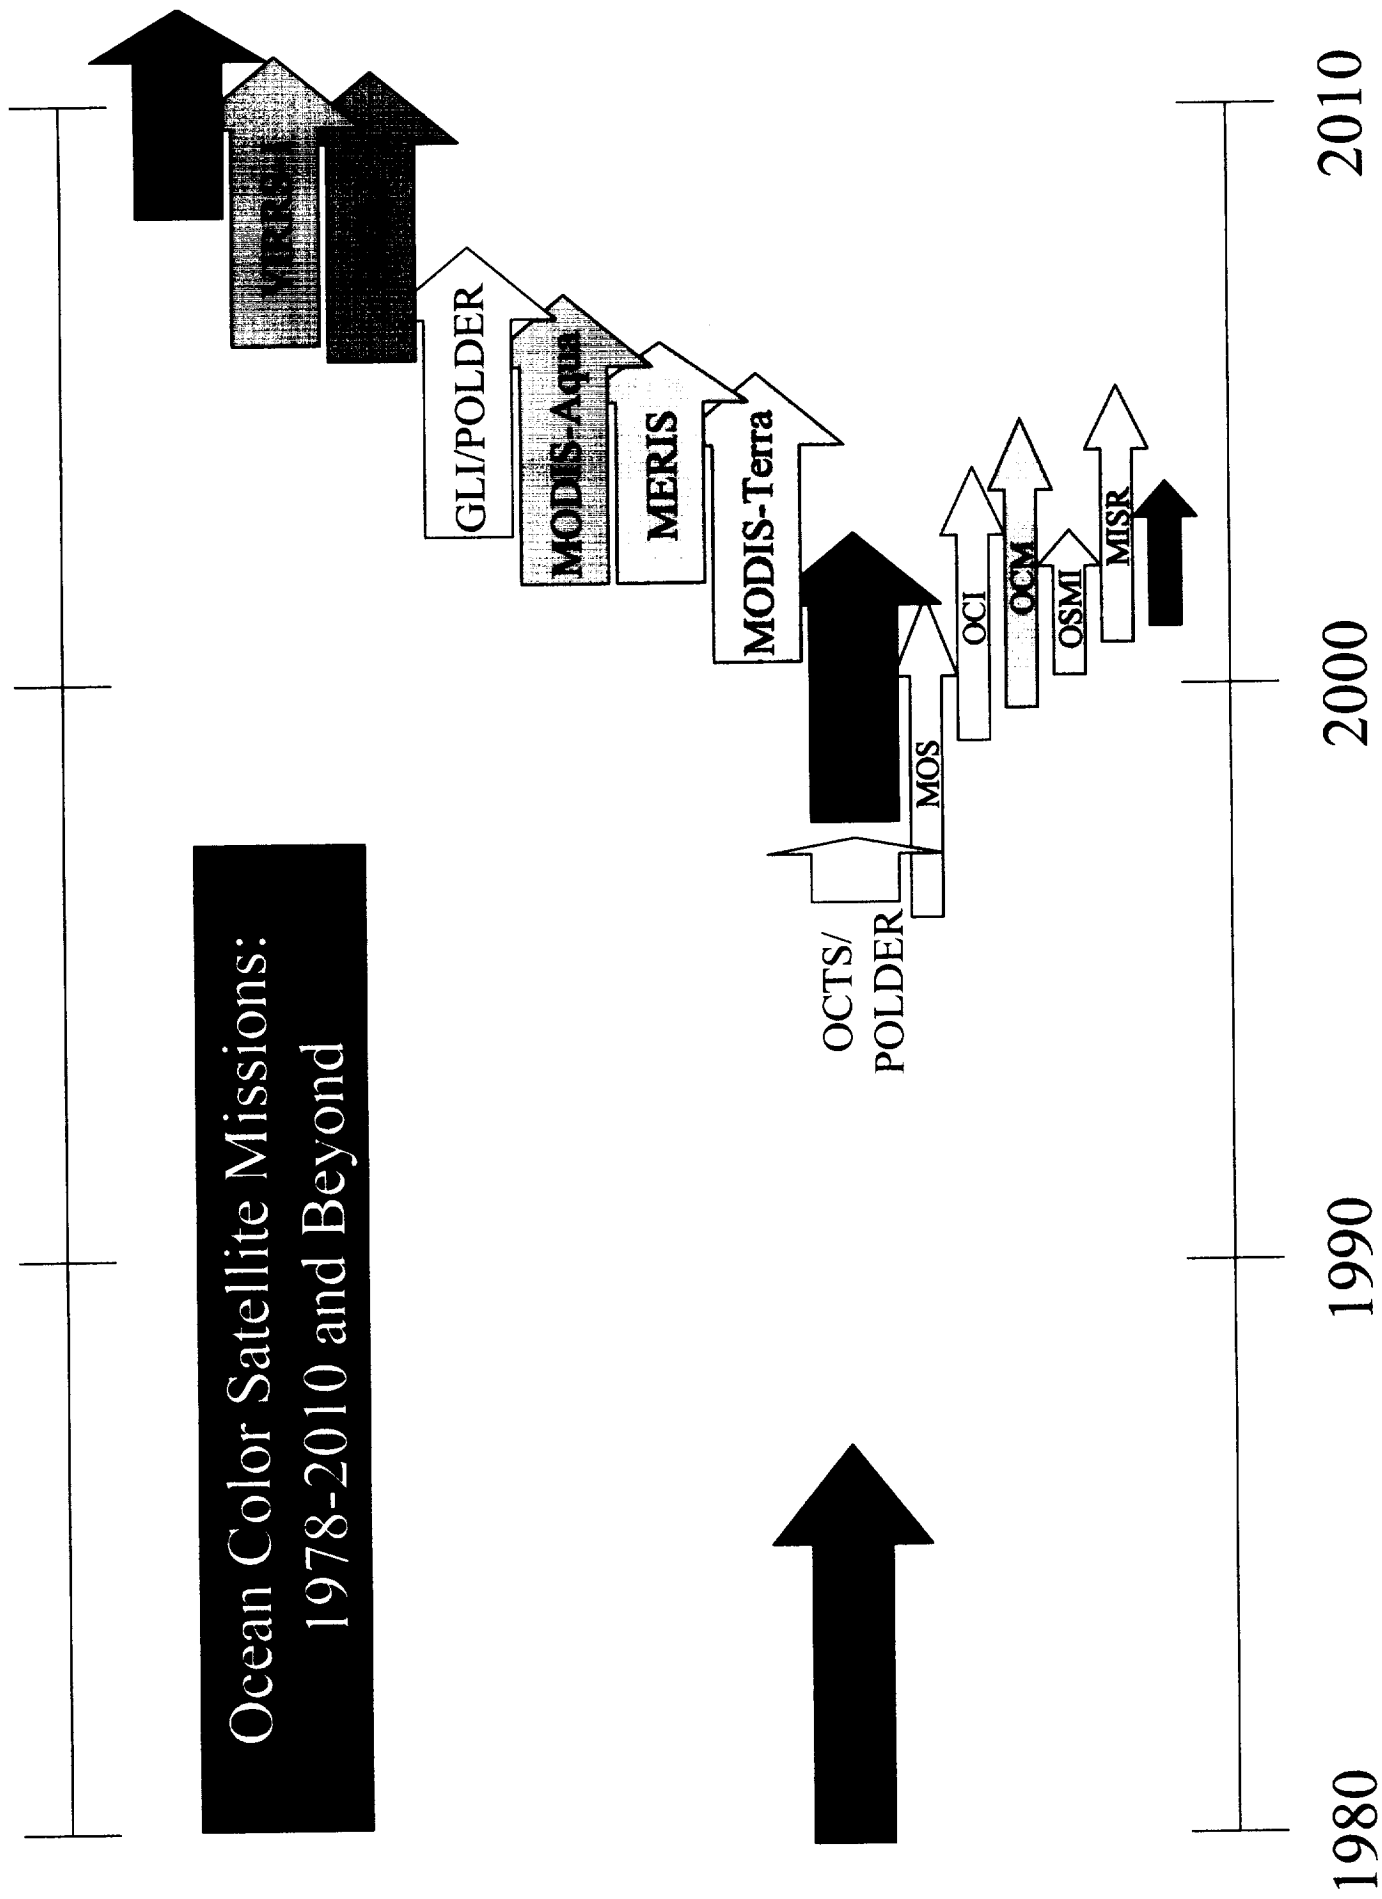 Ocean Color Satellite Missions:
1978-2010 and Beyond
GLI/POLDER
MODIS-Aqua
MERIS
MODIS-Terra
OCTS/
POLDER
MOS
OCI
OCM
OSMI
MISR
1980
1990
2000
2010